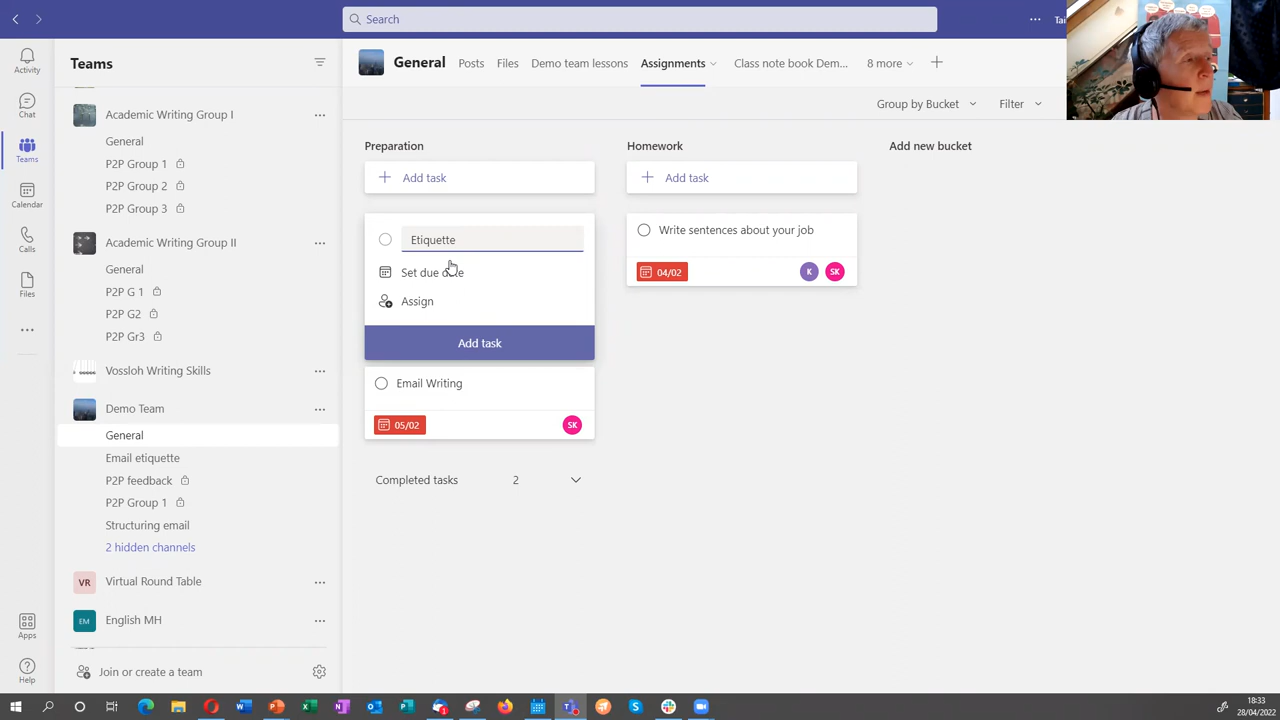 Search
Tai
Activity
Chat
Teams
Calendar
Calls
Files
Apps
Help
Teams
Academic Writing Group I
General
P2P Group 1
P2P Group 2
P2P Group 3
Academic Writing Group II
General
P2P G 1
P2P G2
P2P Gr3
Vossloh Writing Skills
Demo Team
General
Email etiquette
P2P feedback
P2P Group 1
Structuring email
2 hidden channels
VR Virtual Round Table
EM English MH
Join or create a team
General Posts Files Demo team lessons Assignments Class note book Dem... 8 more
Group by Bucket Filter
Preparation
Add task
Etiquette
Set due date
Assign
Add task
Email Writing
05/02 SK
Completed tasks 2
Homework
Add task
Write sentences about your job
04/02 K SK
Add new bucket
18:33
28/04/2022